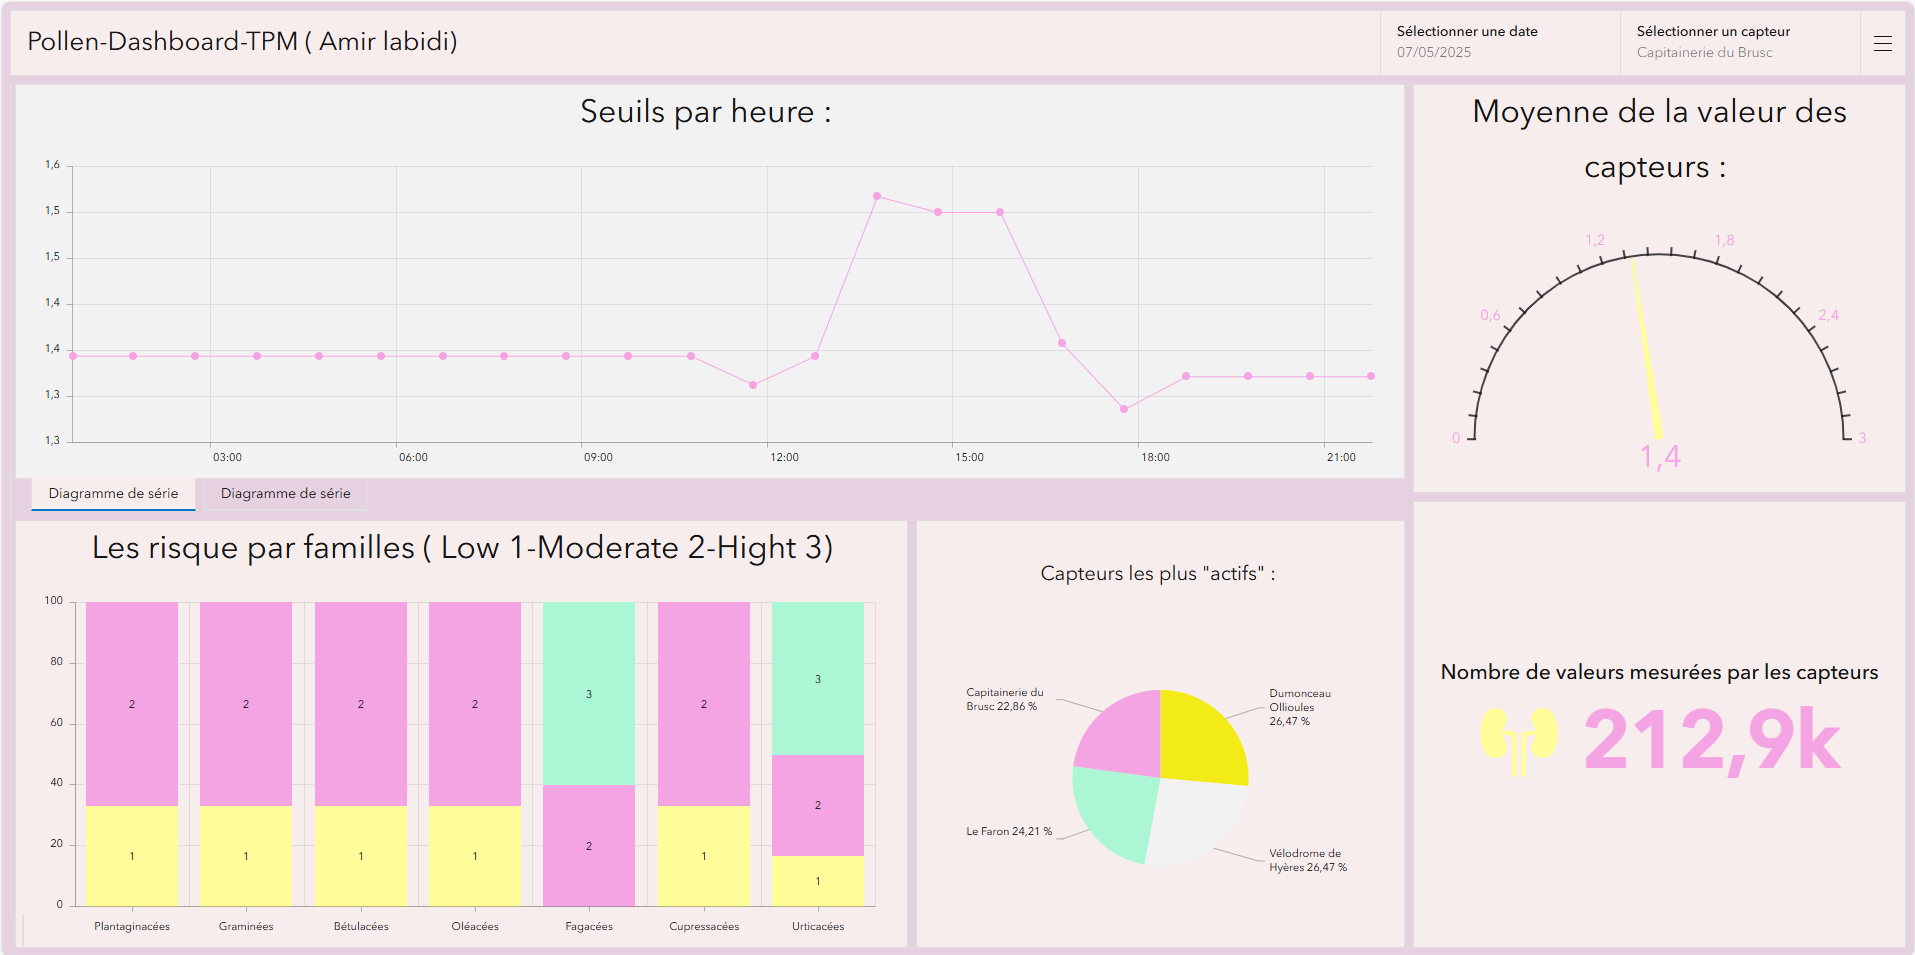 Pollen-Dashboard-TPM ( Amir labidi)
Sélectionner une date
07/05/2025
Sélectionner un capteur
Capitainerie du Brusc
Seuils par heure :
1,6
1,5
1,5
1,4
1,4
1,3
1,3
03:00 06:00 09:00 12:00 15:00 18:00 21:00
Diagramme de série
Diagramme de série
Moyenne de la valeur des
capteurs :
0
0,6
1,2
1,8
2,4
3
1,4
Les risque par familles ( Low 1-Moderate 2-Hight 3)
100
80
60
40
20
0
2 2 2 2 3 2 3
2
1 1 1 1 2 1 1
Plantaginacées Graminées Bétulacées Oléacées Fagacées Cupressacées Urticacées
Capteurs les plus "actifs" :
Capitainerie du
Brusc 22,86 %
Dumonceau
Ollioules
26,47 %
Le Faron 24,21 %
Vélodrome de
Hyères 26,47 %
Nombre de valeurs mesurées par les capteurs
212,9k